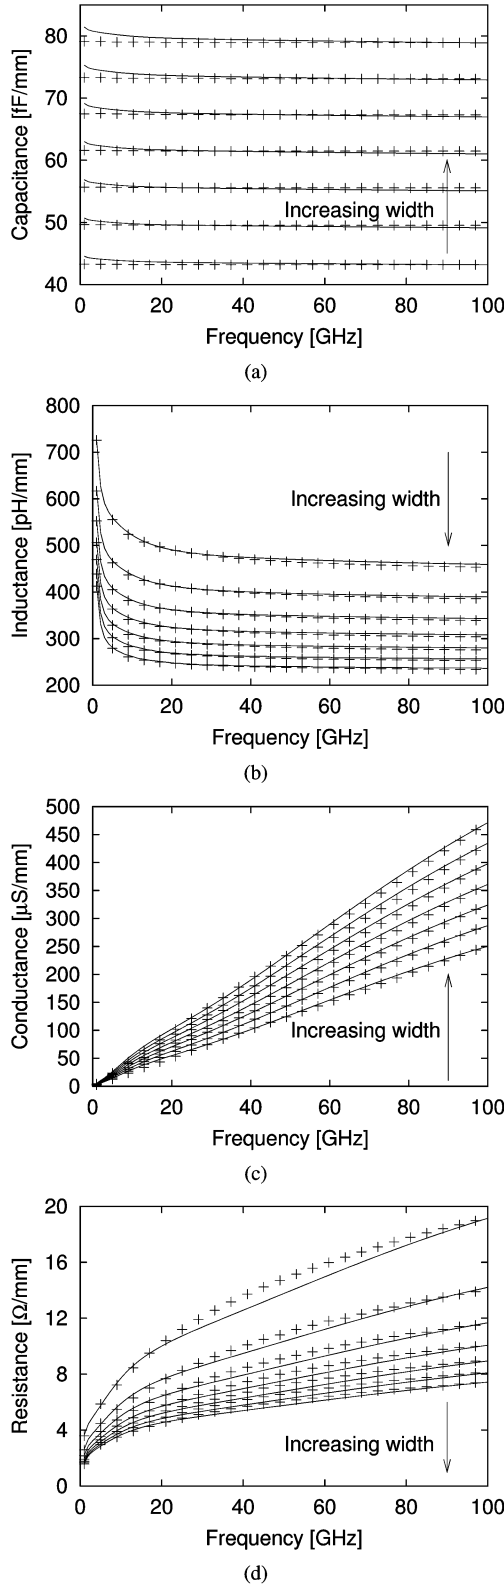 80
70
60
50
40
Capacitance [fF/mm]
Increasing width
0 20 40 60 80 100
Frequency [GHz]
(a)
800
700
600
500
400
300
200
Inductance [pH/mm]
Increasing width
0 20 40 60 80 100
Frequency [GHz]
(b)
500
450
400
350
300
250
200
150
100
50
0
Conductance [μS/mm]
Increasing width
0 20 40 60 80 100
Frequency [GHz]
(c)
20
16
12
8
4
0
Resistance [Ω/mm]
Increasing width
0 20 40 60 80 100
Frequency [GHz]
(d)